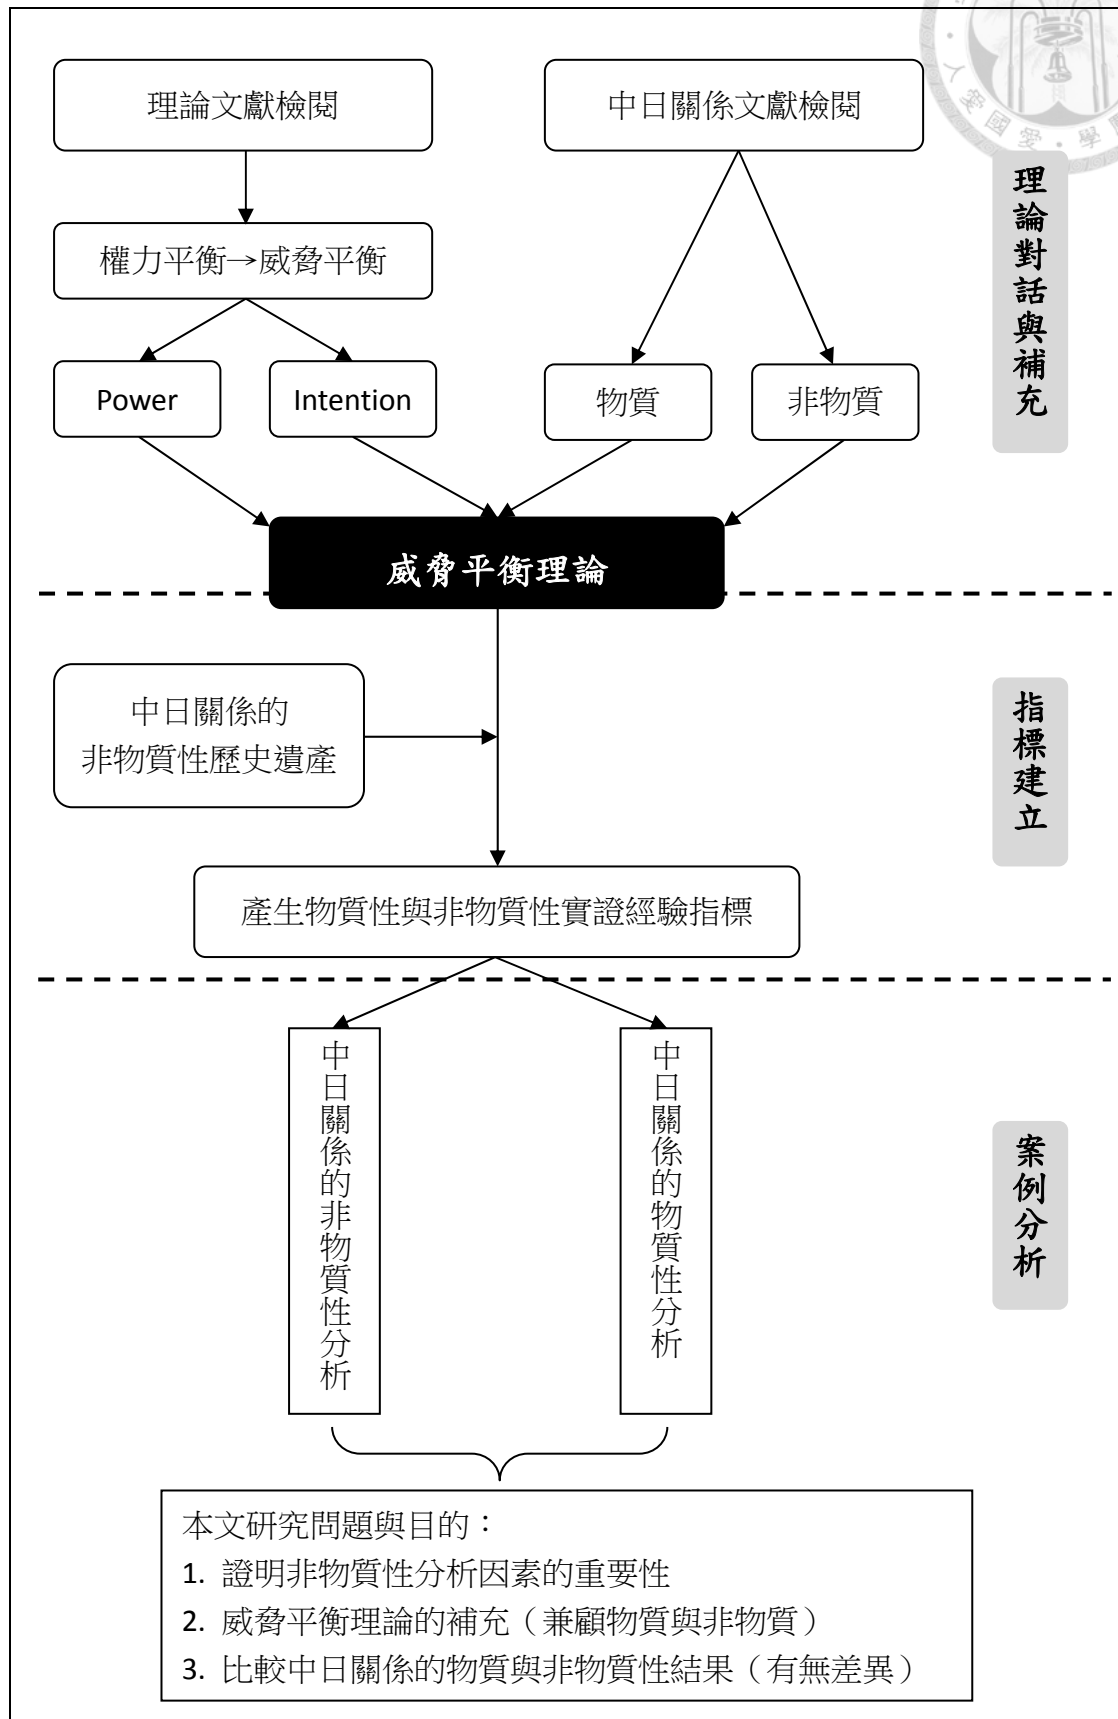 理論文獻檢閱
中日關係文獻檢閱
權力平衡→威脅平衡
Power
Intention
物質
非物質
理論對話與補充
威脅平衡理論
中日關係的
非物質性歷史遺產
指標建立
產生物質性與非物質性實證經驗指標
中日關係的非物質性分析
中日關係的物質性分析
案例分析
本文研究問題與目的：
1. 證明非物質性分析因素的重要性
2. 威脅平衡理論的補充（兼顧物質與非物質）
3. 比較中日關係的物質與非物質性結果（有無差異）
人愛國愛·學